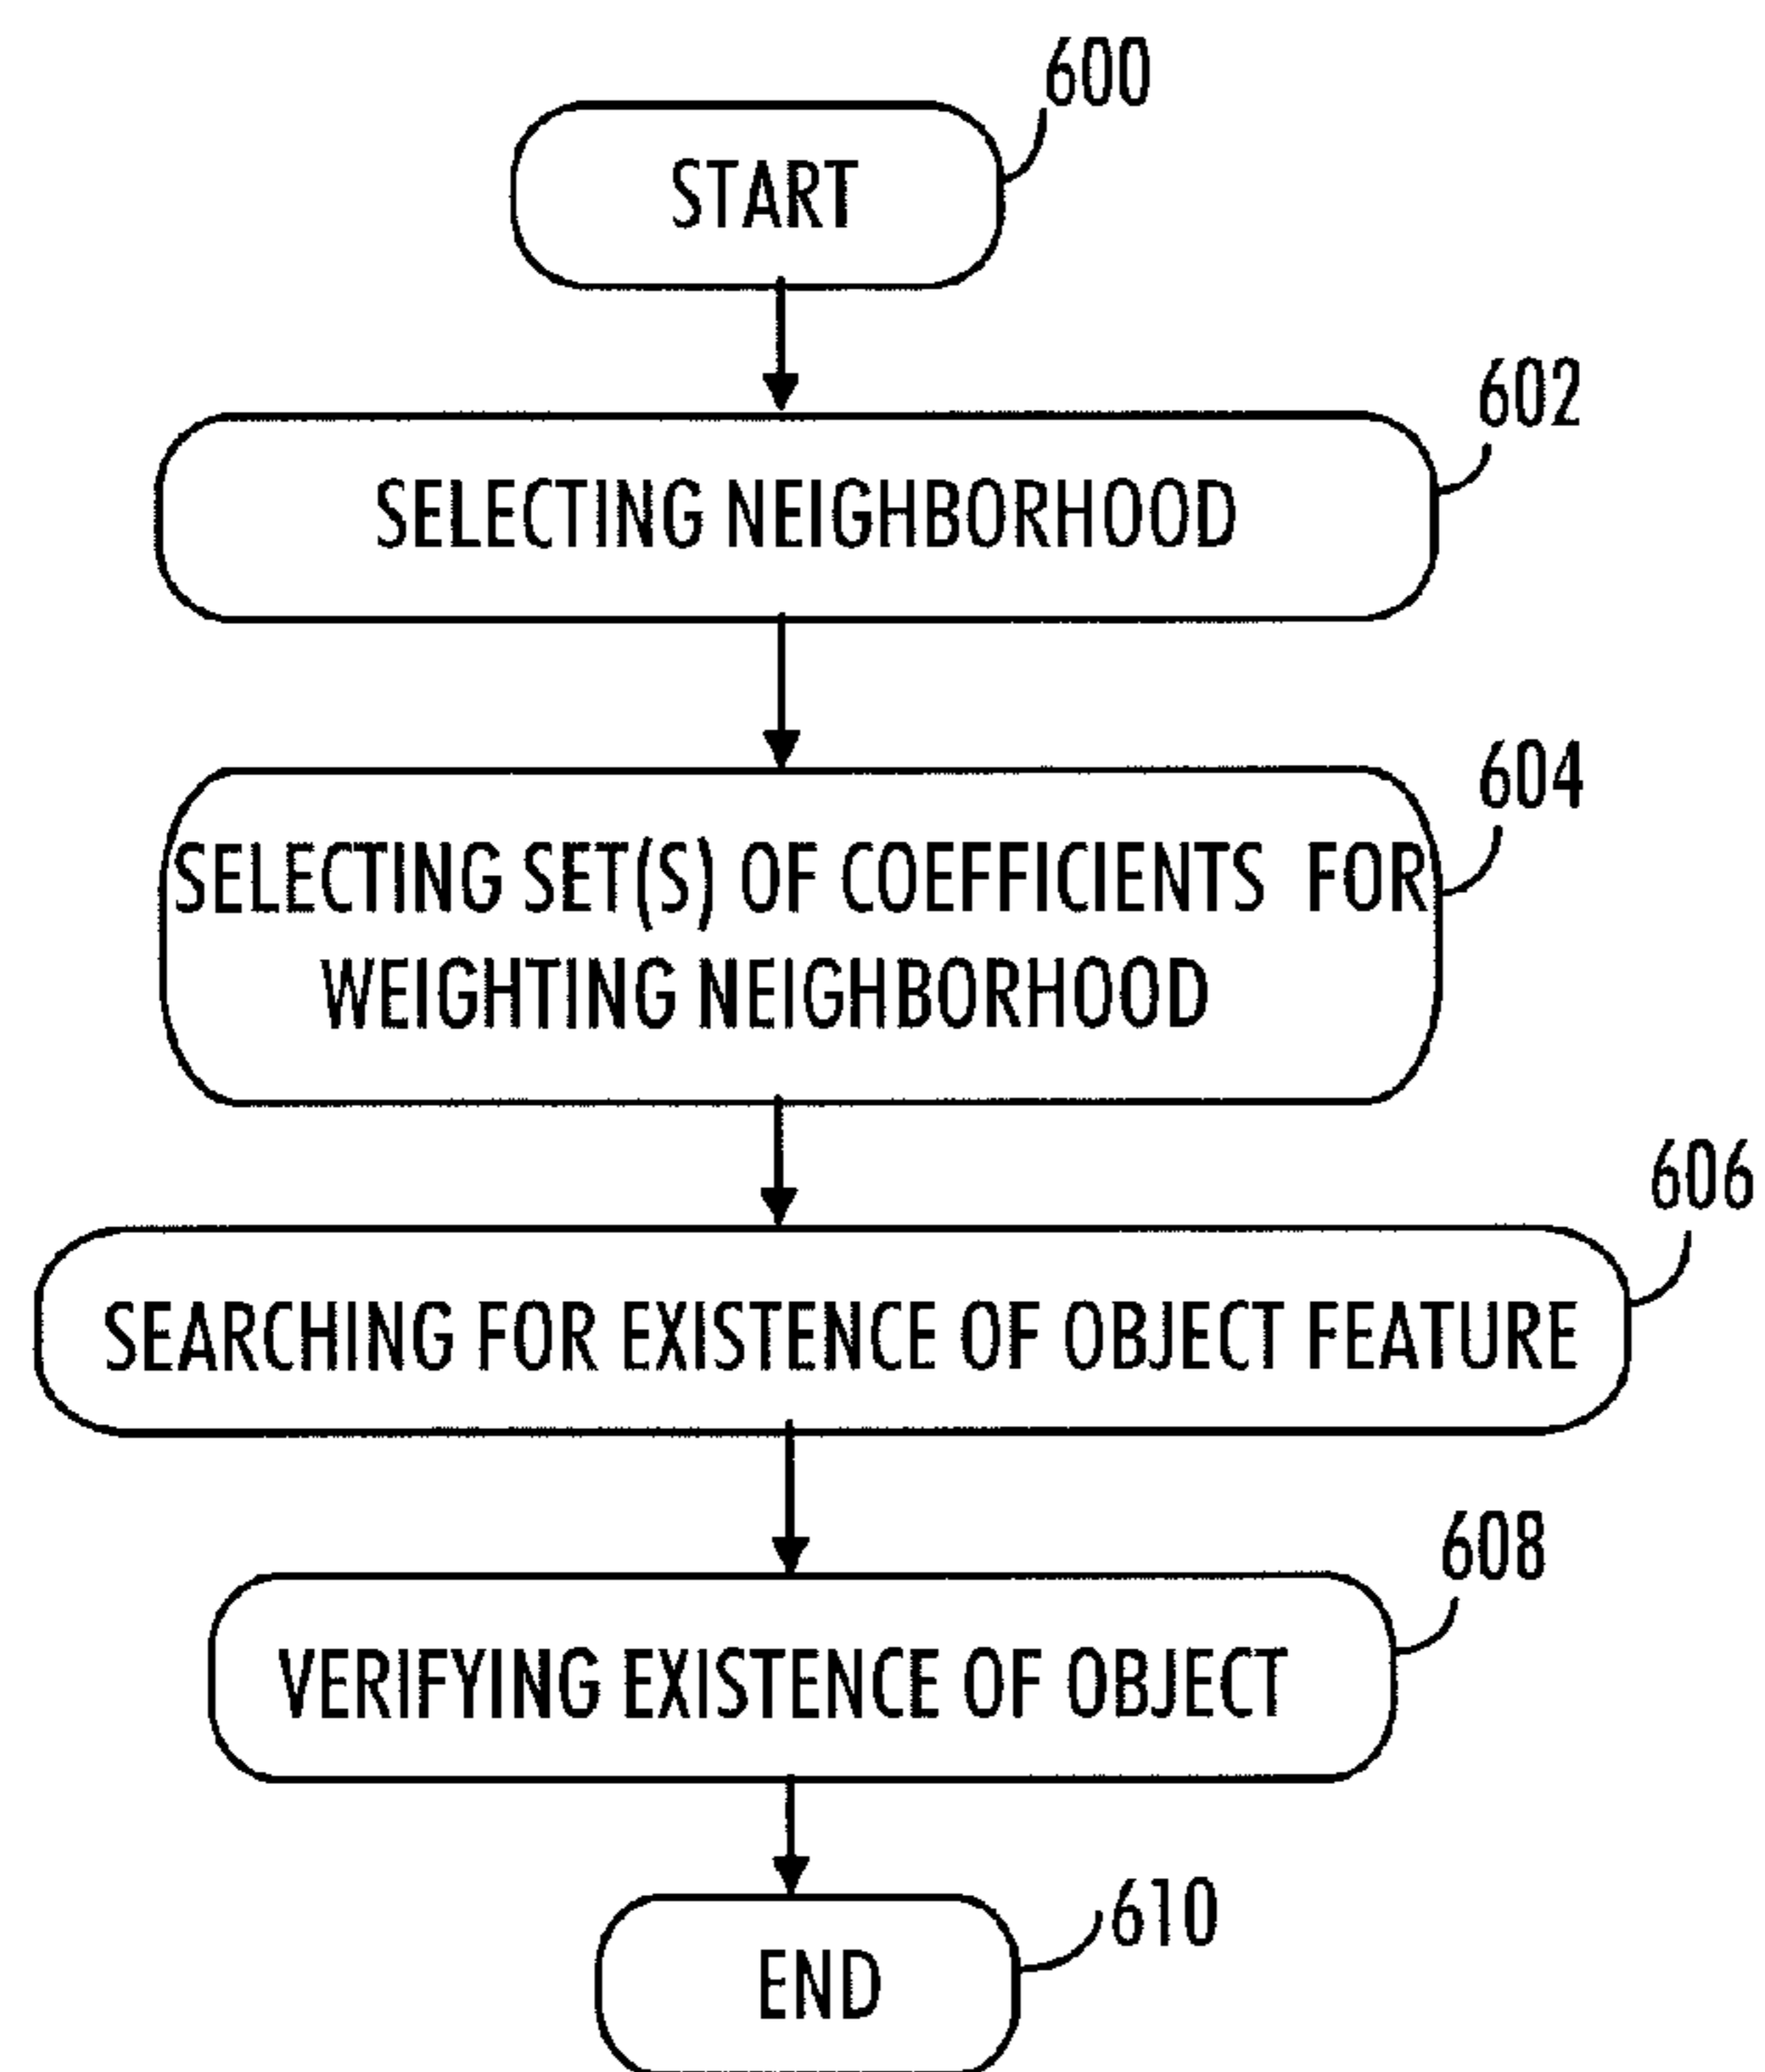 600
START
602
SELECTING NEIGHBORHOOD
604
SELECTING SET(S) OF COEFFICIENTS FOR
WEIGHTING NEIGHBORHOOD
606
SEARCHING FOR EXISTENCE OF OBJECT FEATURE
608
VERIFYING EXISTENCE OF OBJECT
610
END